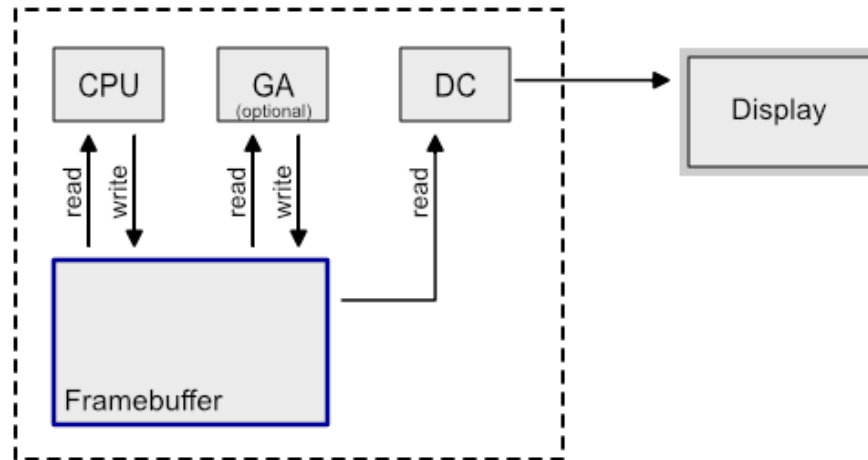 CPU
GA
(optional)
DC
Display
read
write
read
write
read
Framebuffer